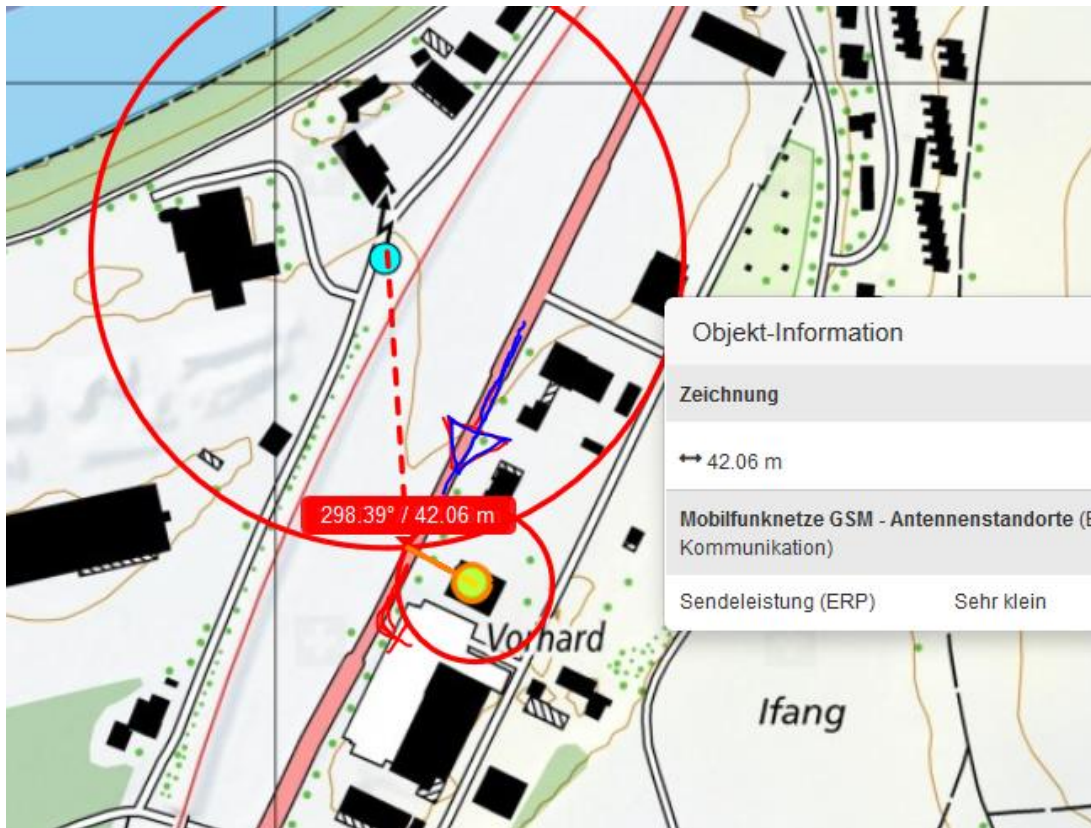 Objekt-Information
Zeichnung
↔ 42.06 m
298.39° / 42.06 m
Mobilfunknetze GSM - Antennenstandorte (
Kommunikation)
Sendeleistung (ERP) Sehr klein
Vorhard
Ifang